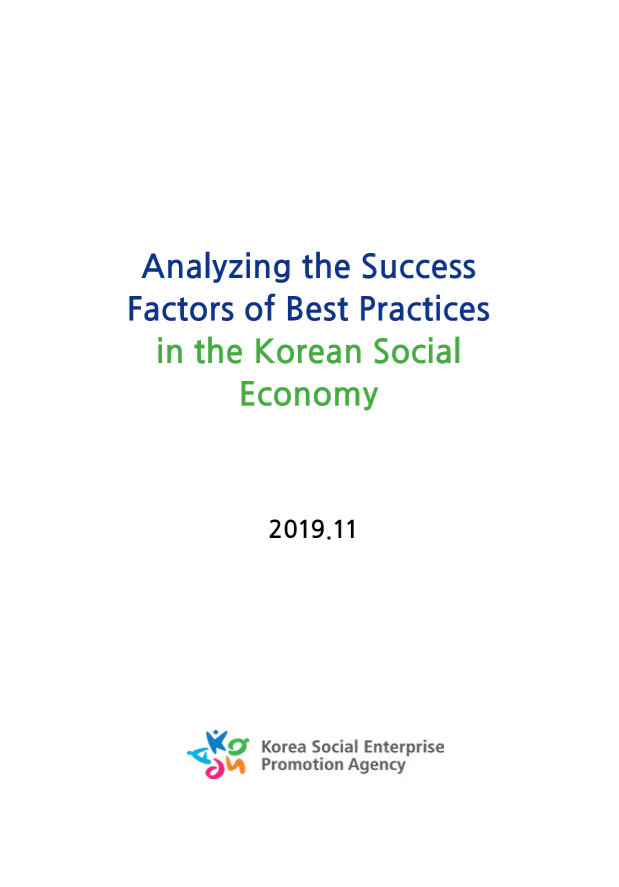 Analyzing the Success
Factors of Best Practices
in the Korean Social
Economy
2019.11
Korea Social Enterprise
Promotion Agency